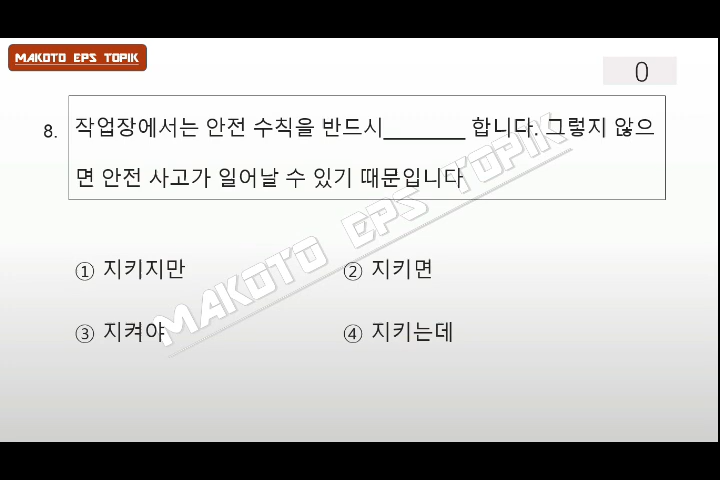 MAKOTO EPS TOPIK
0
8. 작업장에서는 안전 수칙을 반드시________ 합니다. 그렇지 않으
면 안전 사고가 일어날 수 있기 때문입니다
① 지키지만 ② 지키면
③ 지켜야 ④ 지키는데
MAKOTO EPS TOPIK